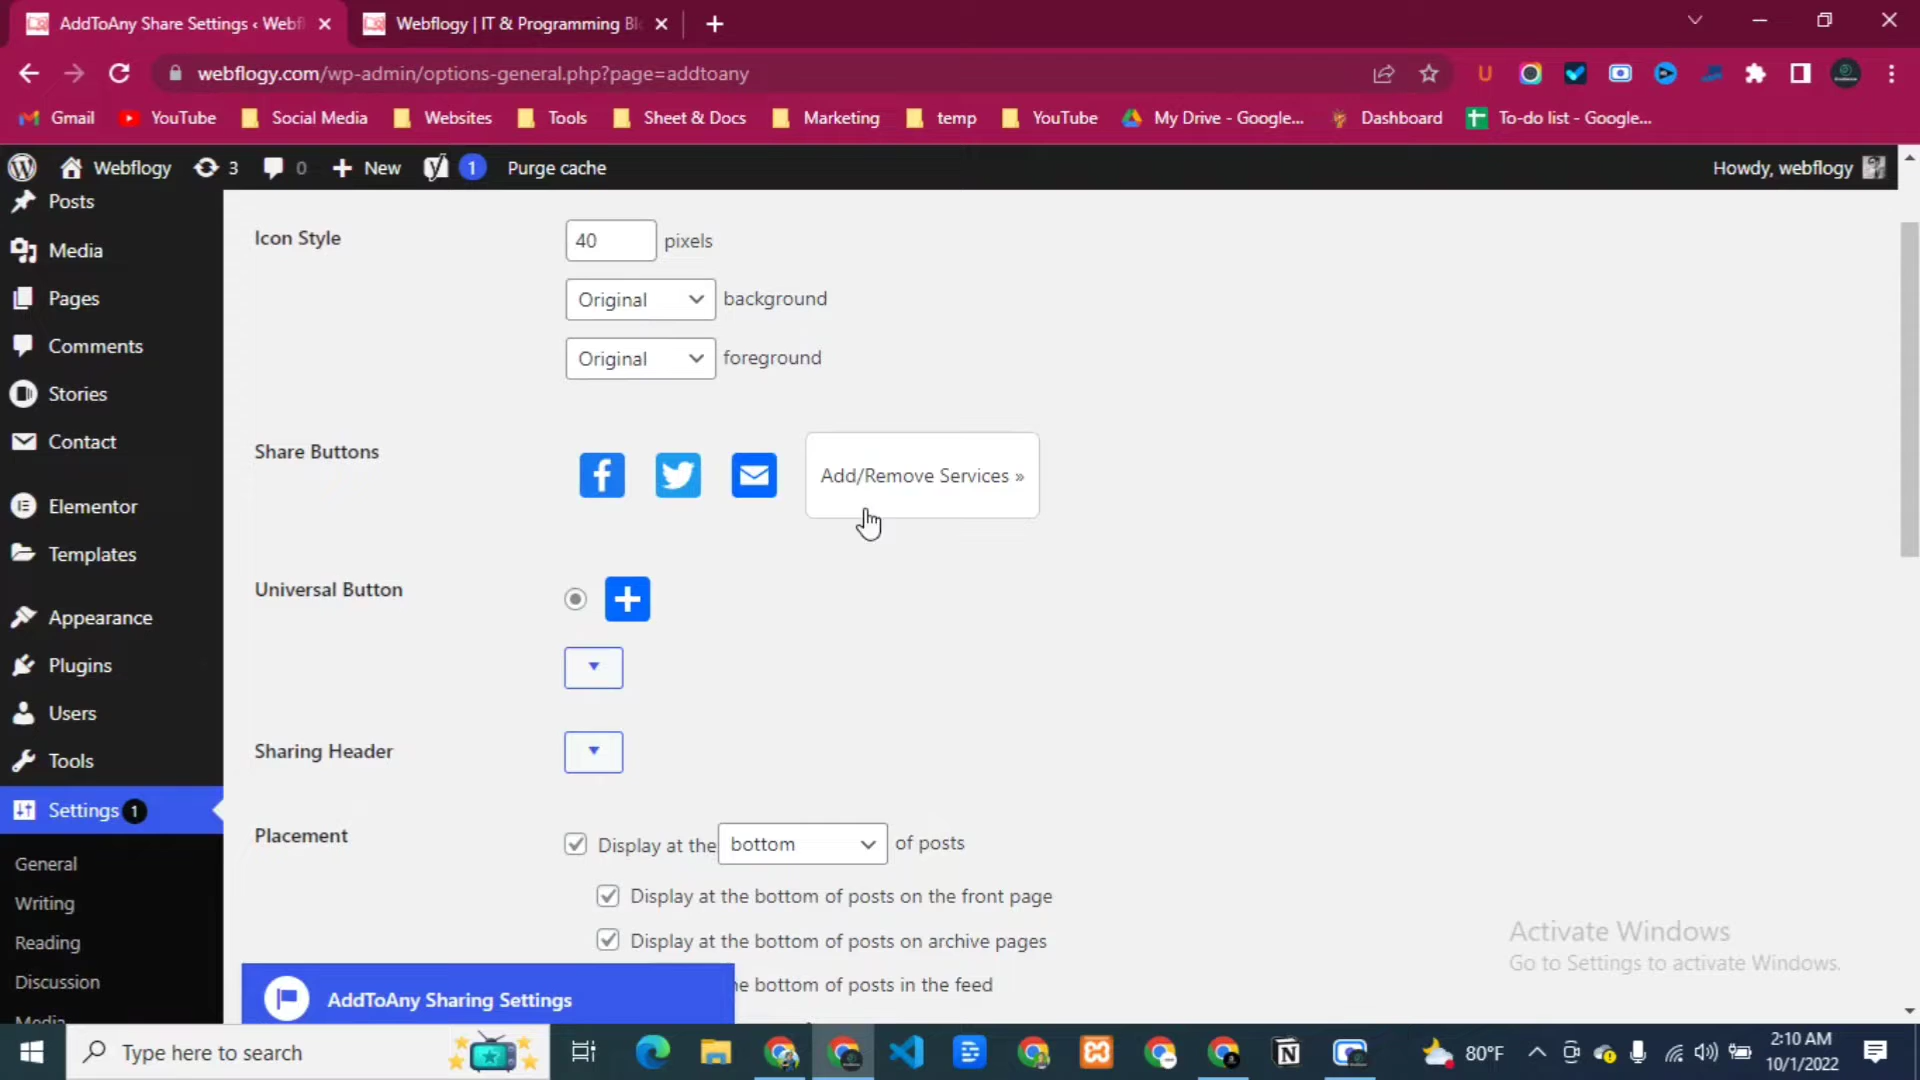 AddToAny Share Settings ‹ Webf
Webflogy | IT & Programming Bl
webflogy.com/wp-admin/options-general.php?page=addtoany
Gmail YouTube Social Media Websites Tools Sheet & Docs Marketing temp YouTube My Drive - Google... Dashboard To-do list - Google...
Webflogy 3 0 New 1 Purge cache Howdy, webflogy
Posts
Media
Pages
Comments
Stories
Contact
Elementor
Templates
Appearance
Plugins
Users
Tools
Settings 1
General
Writing
Reading
Discussion
Media
Icon Style
40 pixels
Original background
Original foreground
Share Buttons
Add/Remove Services »
Universal Button
Sharing Header
Placement
Display at the bottom of posts
Display at the bottom of posts on the front page
Display at the bottom of posts on archive pages
e bottom of posts in the feed
AddToAny Sharing Settings
Activate Windows
Go to Settings to activate Windows.
Type here to search
80°F
2:10 AM
10/1/2022